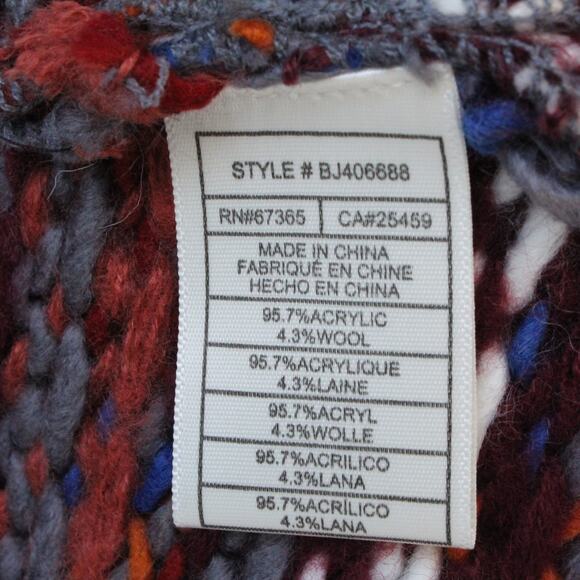 STYLE # BJ406688
RN#67365 CA#25459
MADE IN CHINA
FABRIQUÉ EN CHINE
HECHO EN CHINA
95.7%ACRYLIC
4.3%WOOL
95.7%ACRYLIQUE
4.3%LAINE
95.7%ACRYL
4.3%WOLLE
95.7%ACRILICO
4.3%LANA
95.7%ACRÍLICO
4.3%LANA